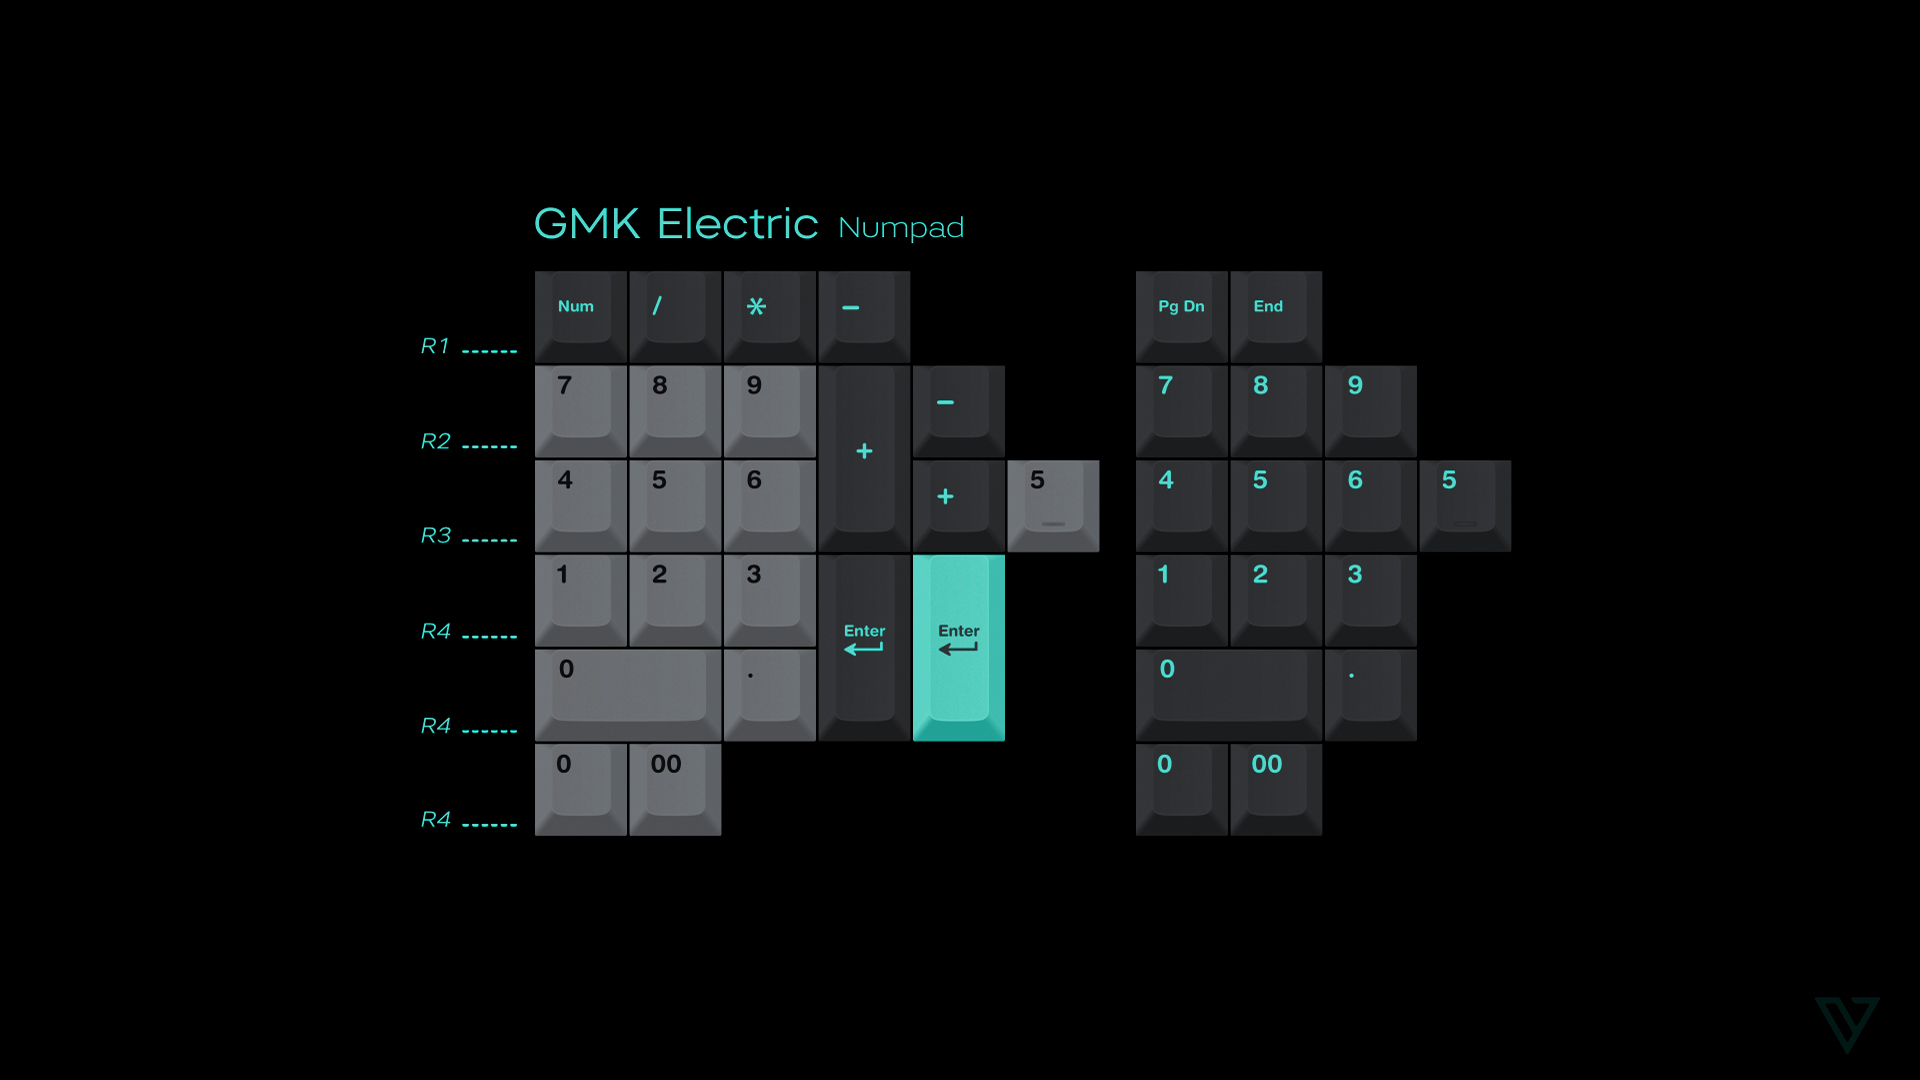 GMK Electric Numpad
Num / * − Pg Dn End
R1 ------
7 8 9 − 7 8 9
R2 ------
+
4 5 6 + 5 4 5 6 5
R3 ------
1 2 3 1 2 3
R4 ------
Enter Enter
0 . 0 .
R4 ------
0 00 0 00
R4 ------